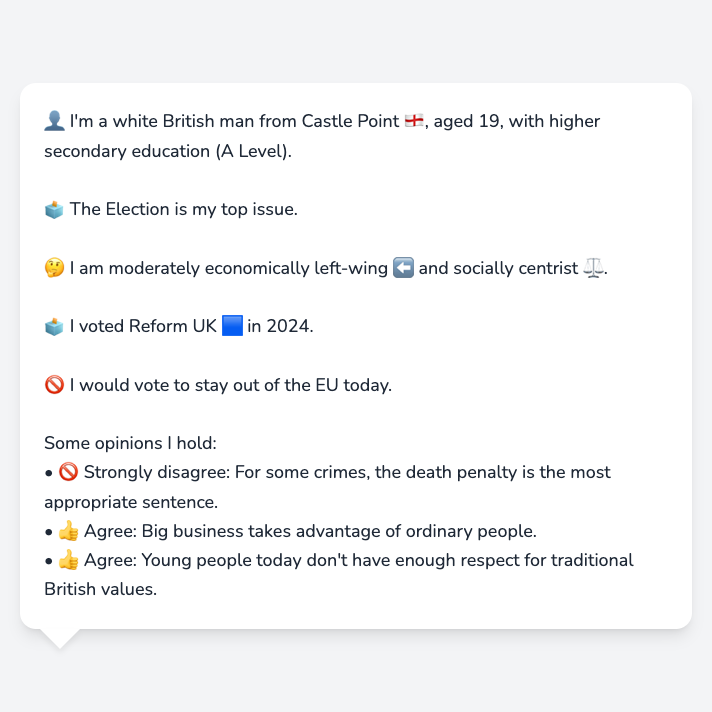 👤 I'm a white British man from Castle Point 🏴󠁧󠁢󠁥󠁮󠁧󠁿, aged 19, with higher
secondary education (A Level).
🗳️ The Election is my top issue.
🤔 I am moderately economically left-wing ⬅️ and socially centrist ⚖️.
🗳️ I voted Reform UK 🟦 in 2024.
🚫 I would vote to stay out of the EU today.
Some opinions I hold:
• 🚫 Strongly disagree: For some crimes, the death penalty is the most
appropriate sentence.
• 👍 Agree: Big business takes advantage of ordinary people.
• 👍 Agree: Young people today don't have enough respect for traditional
British values.